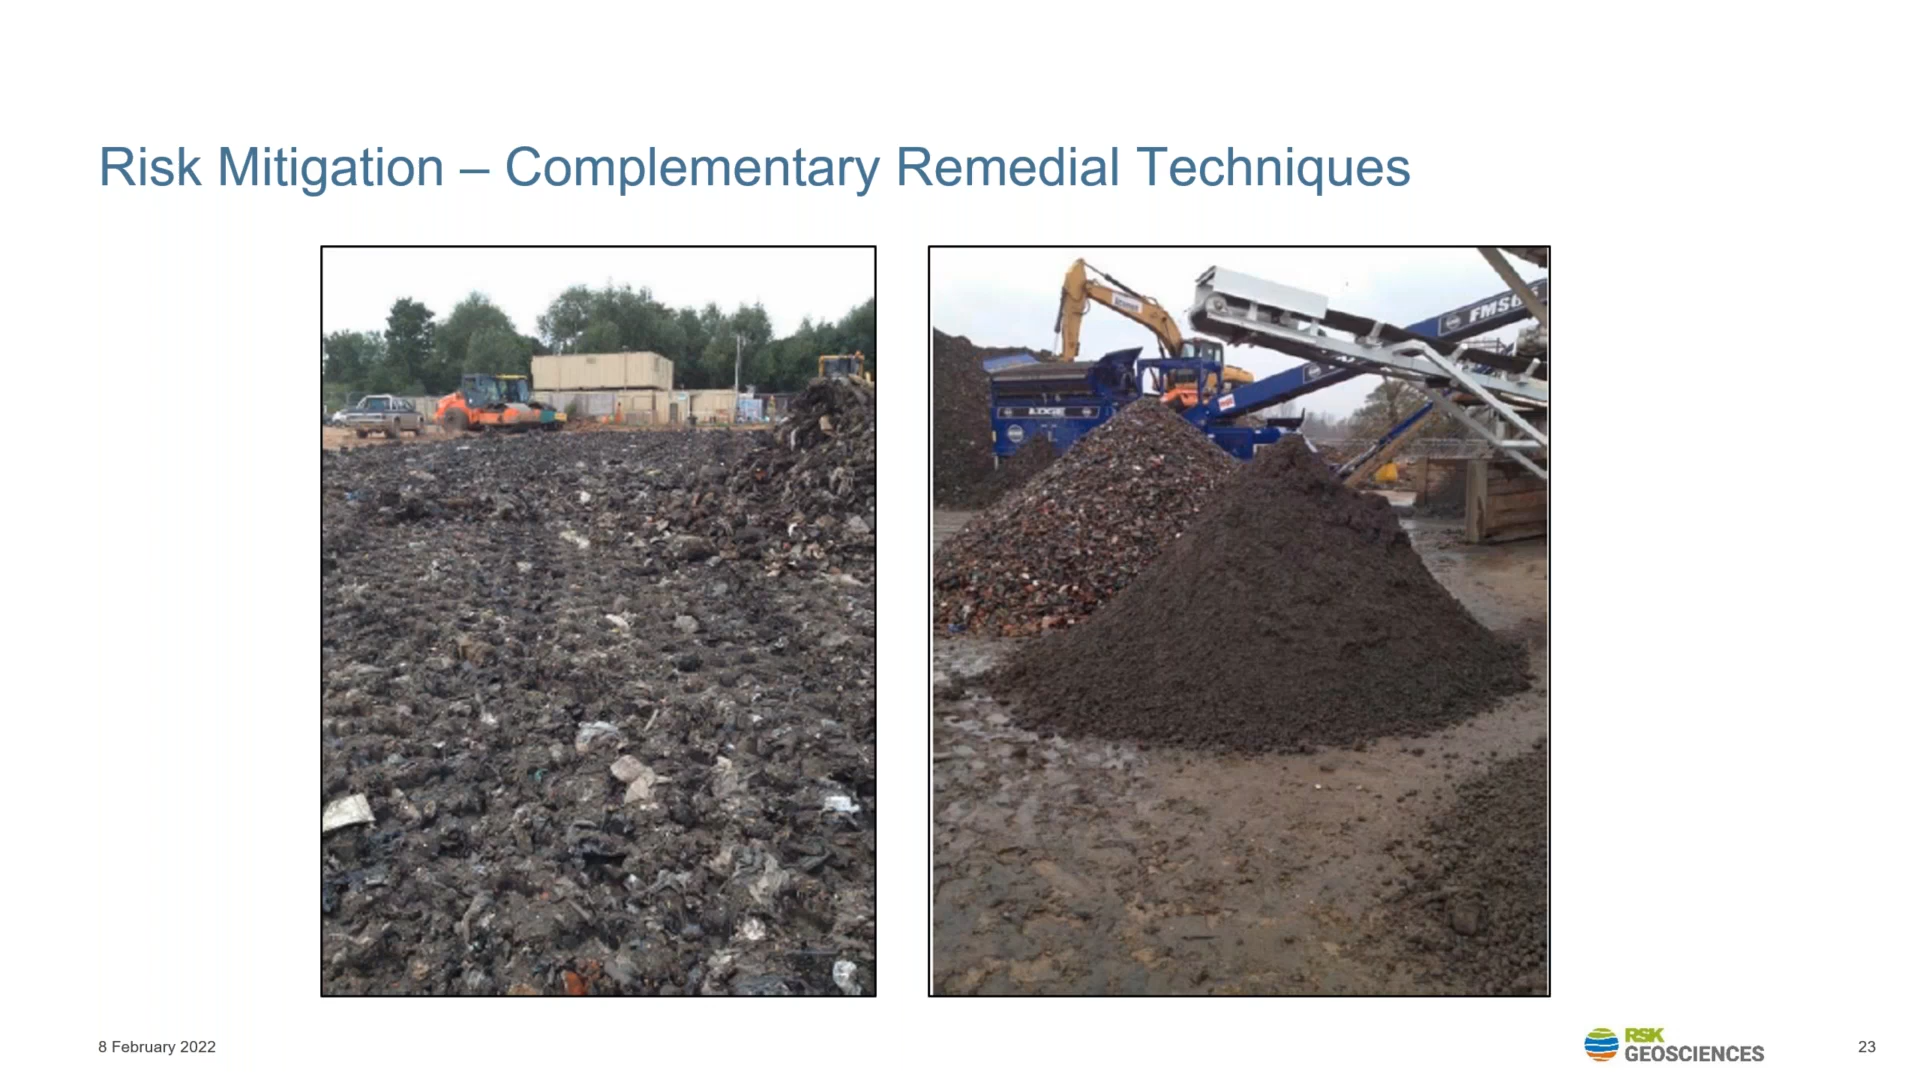 Risk Mitigation – Complementary Remedial Techniques
8 February 2022
RSK
GEOSCIENCES
23